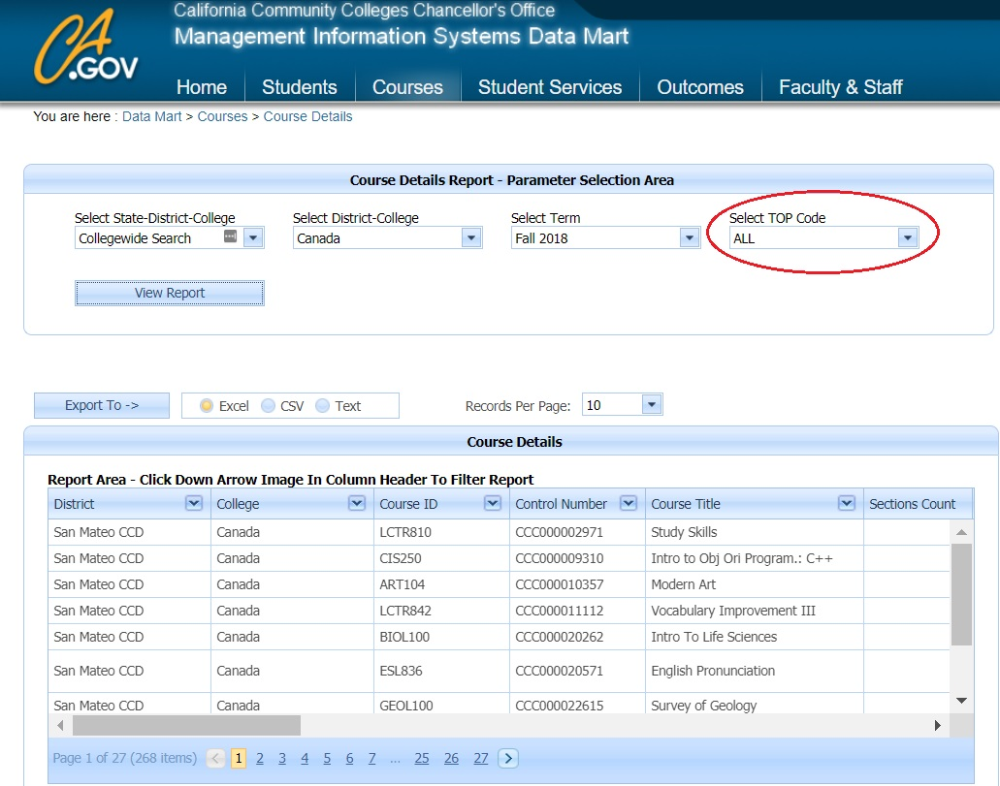 California Community Colleges Chancellor's Office
Management Information Systems Data Mart
CA.GOV
Home Students Courses Student Services Outcomes Faculty & Staff
You are here : Data Mart > Courses > Course Details
Course Details Report - Parameter Selection Area
Select State-District-College Select District-College Select Term Select TOP Code
Collegewide Search Canada Fall 2018 ALL
View Report
Export To -> Excel CSV Text Records Per Page: 10
Course Details
Report Area - Click Down Arrow Image In Column Header To Filter Report
District College Course ID Control Number Course Title Sections Count
San Mateo CCD Canada LCTR810 CCC000002971 Study Skills
San Mateo CCD Canada CIS250 CCC000009310 Intro to Obj Ori Program.: C++
San Mateo CCD Canada ART104 CCC000010357 Modern Art
San Mateo CCD Canada LCTR842 CCC000011112 Vocabulary Improvement III
San Mateo CCD Canada BIOL100 CCC000020262 Intro To Life Sciences
San Mateo CCD Canada ESL836 CCC000020571 English Pronunciation
San Mateo CCD Canada GEOL100 CCC000022615 Survey of Geology
Page 1 of 27 (268 items) < 1 2 3 4 5 6 7 ... 25 26 27 >